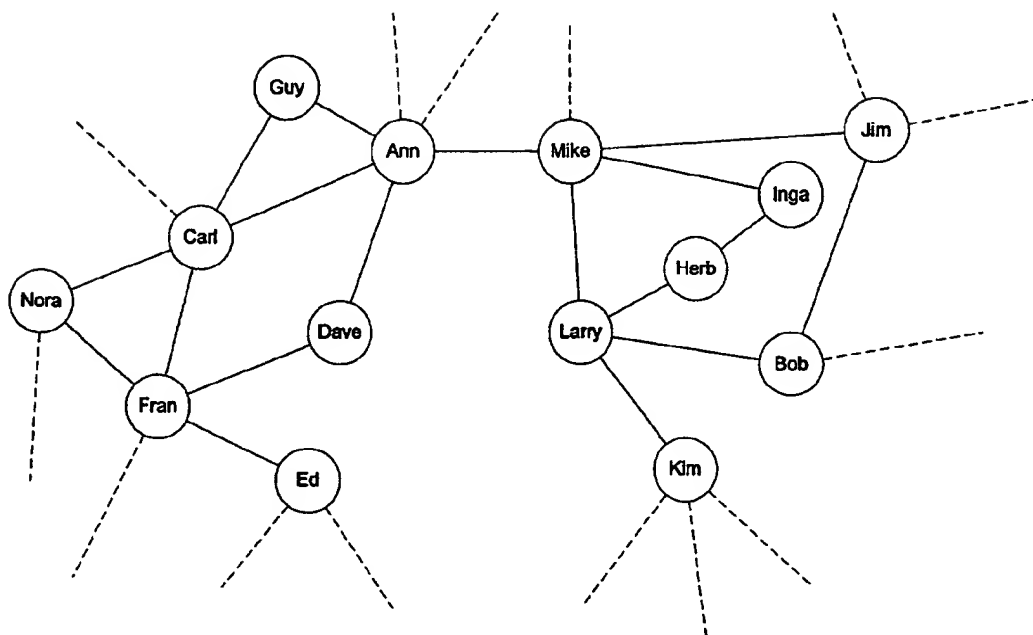 Guy
Ann
Mike
Jim
Inga
Carl
Herb
Nora
Dave
Larry
Bob
Fran
Ed
Kim